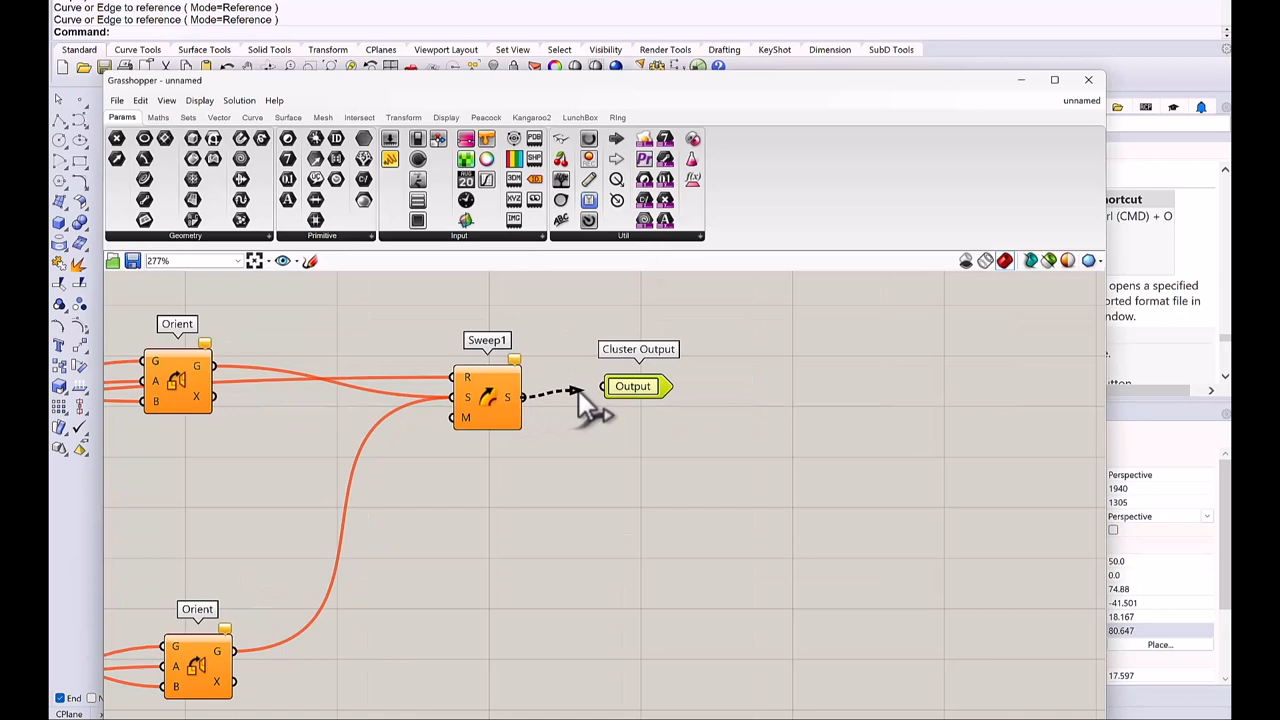 Curve or Edge to reference ( Mode=Reference )
Curve or Edge to reference ( Mode=Reference )
Command:
Standard Curve Tools Surface Tools Solid Tools Transform CPlanes Viewport Layout Set View Select Visibility Render Tools Drafting KeyShot Dimension SubD Tools
Grasshopper - unnamed
File Edit View Display Solution Help unnamed
Params Maths Sets Vector Curve Surface Mesh Intersect Transform Display Peacock Kangaroo2 LunchBox RIng
Geometry Primitive Input Util
277%
hortcut
rl (CMD) + O
opens a specified
orted format file in
ndow.
button
Orient
G
A
B
G
X
Sweep1
R
S
M
S
Cluster Output
Output
Orient
G
A
B
G
X
Perspective
1940
1305
Perspective
50.0
0.0
74.88
-41.501
18.167
80.647
Place...
17.597
End
CPlane